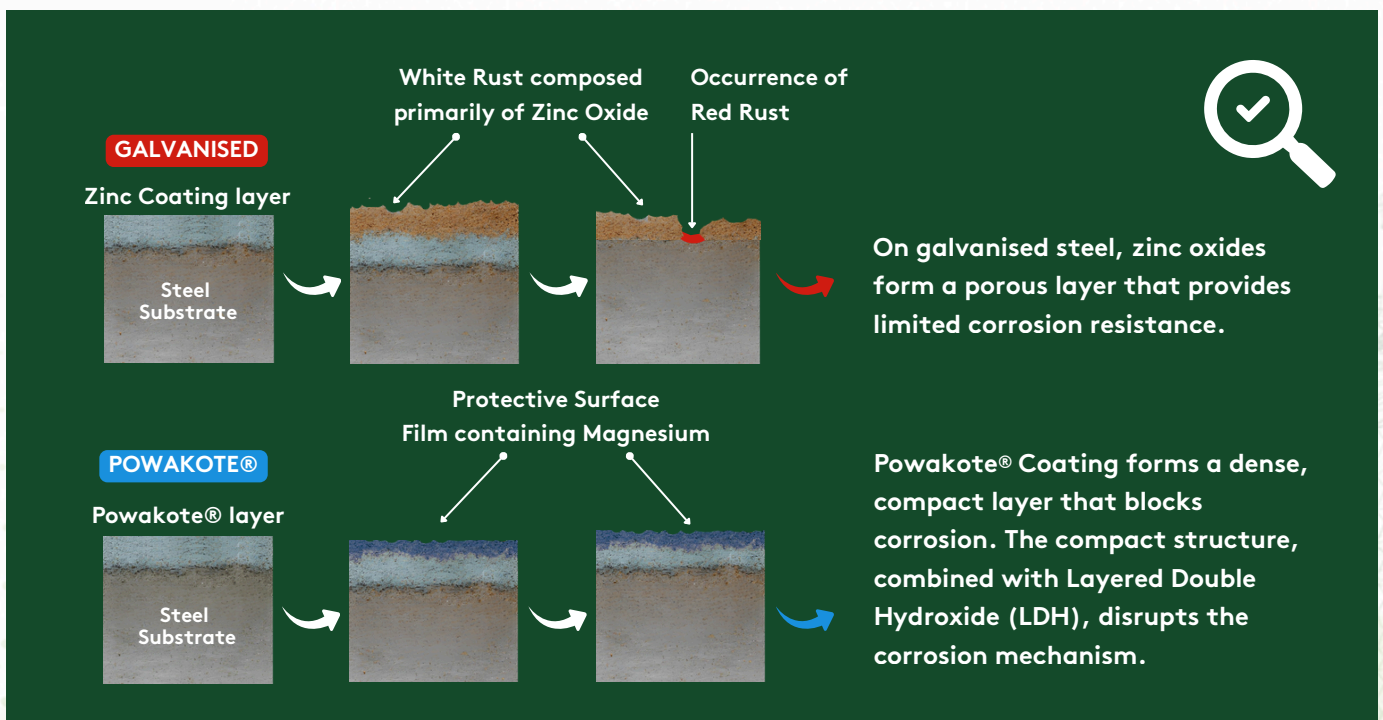 White Rust composed
primarily of Zinc Oxide
Occurrence of
Red Rust
GALVANISED
Zinc Coating layer
Steel
Substrate
On galvanised steel, zinc oxides
form a porous layer that provides
limited corrosion resistance.
Protective Surface
Film containing Magnesium
POWAKOTE®
Powakote® layer
Steel
Substrate
Powakote® Coating forms a dense,
compact layer that blocks
corrosion. The compact structure,
combined with Layered Double
Hydroxide (LDH), disrupts the
corrosion mechanism.